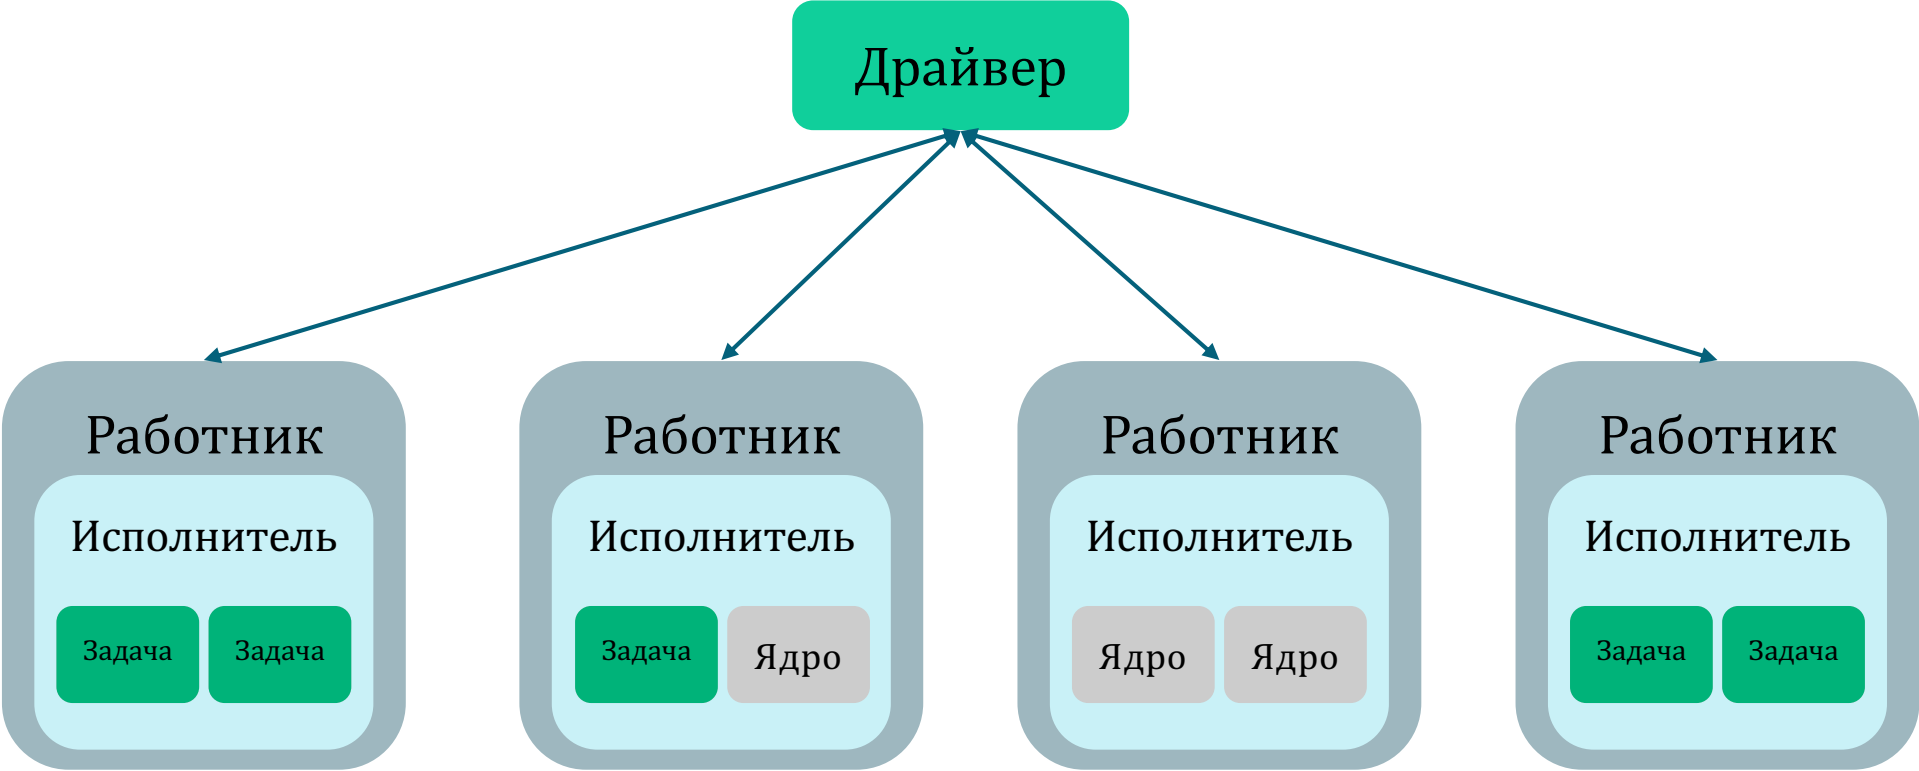 Драйвер
Работник
Работник
Работник
Работник
Исполнитель
Исполнитель
Исполнитель
Исполнитель
Задача
Задача
Задача
Ядро
Ядро
Ядро
Задача
Задача